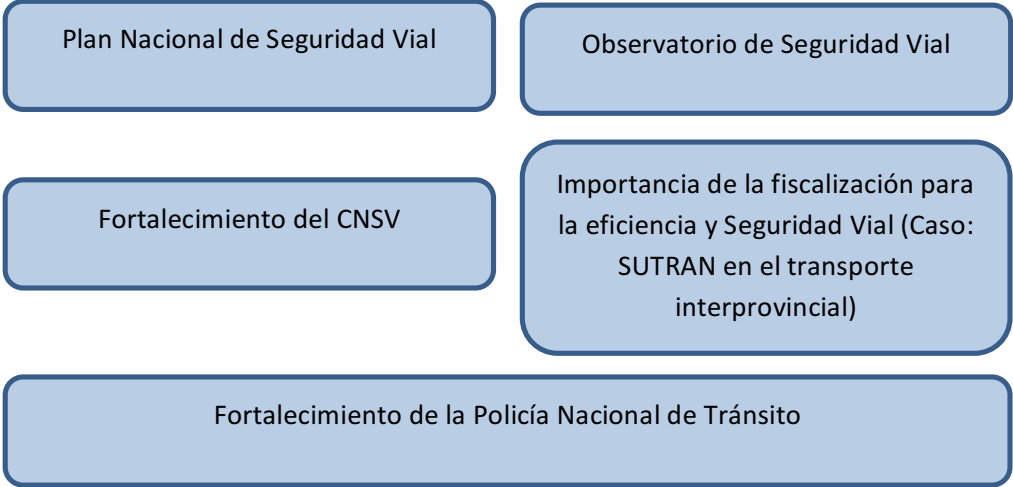 Plan Nacional de Seguridad Vial
Observatorio de Seguridad Vial
Fortalecimiento del CNSV
Importancia de la fiscalización para
la eficiencia y Seguridad Vial (Caso:
SUTRAN en el transporte
interprovincial)
Fortalecimiento de la Policía Nacional de Tránsito